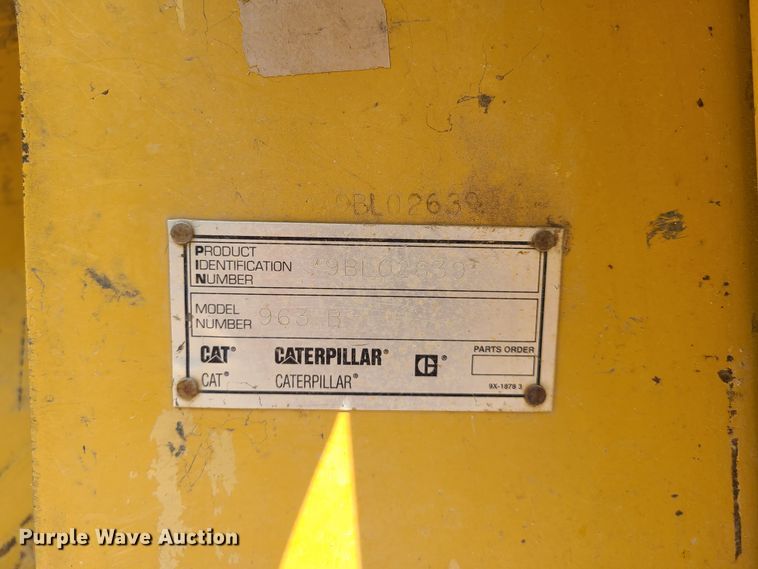 9BL02639
PRODUCT
IDENTIFICATION
NUMBER
*9BL02639*
MODEL
NUMBER
963 B
CAT® CATERPILLAR® C®
CAT® CATERPILLAR®
PARTS ORDER
9X-1878 3
Purple Wave Auction